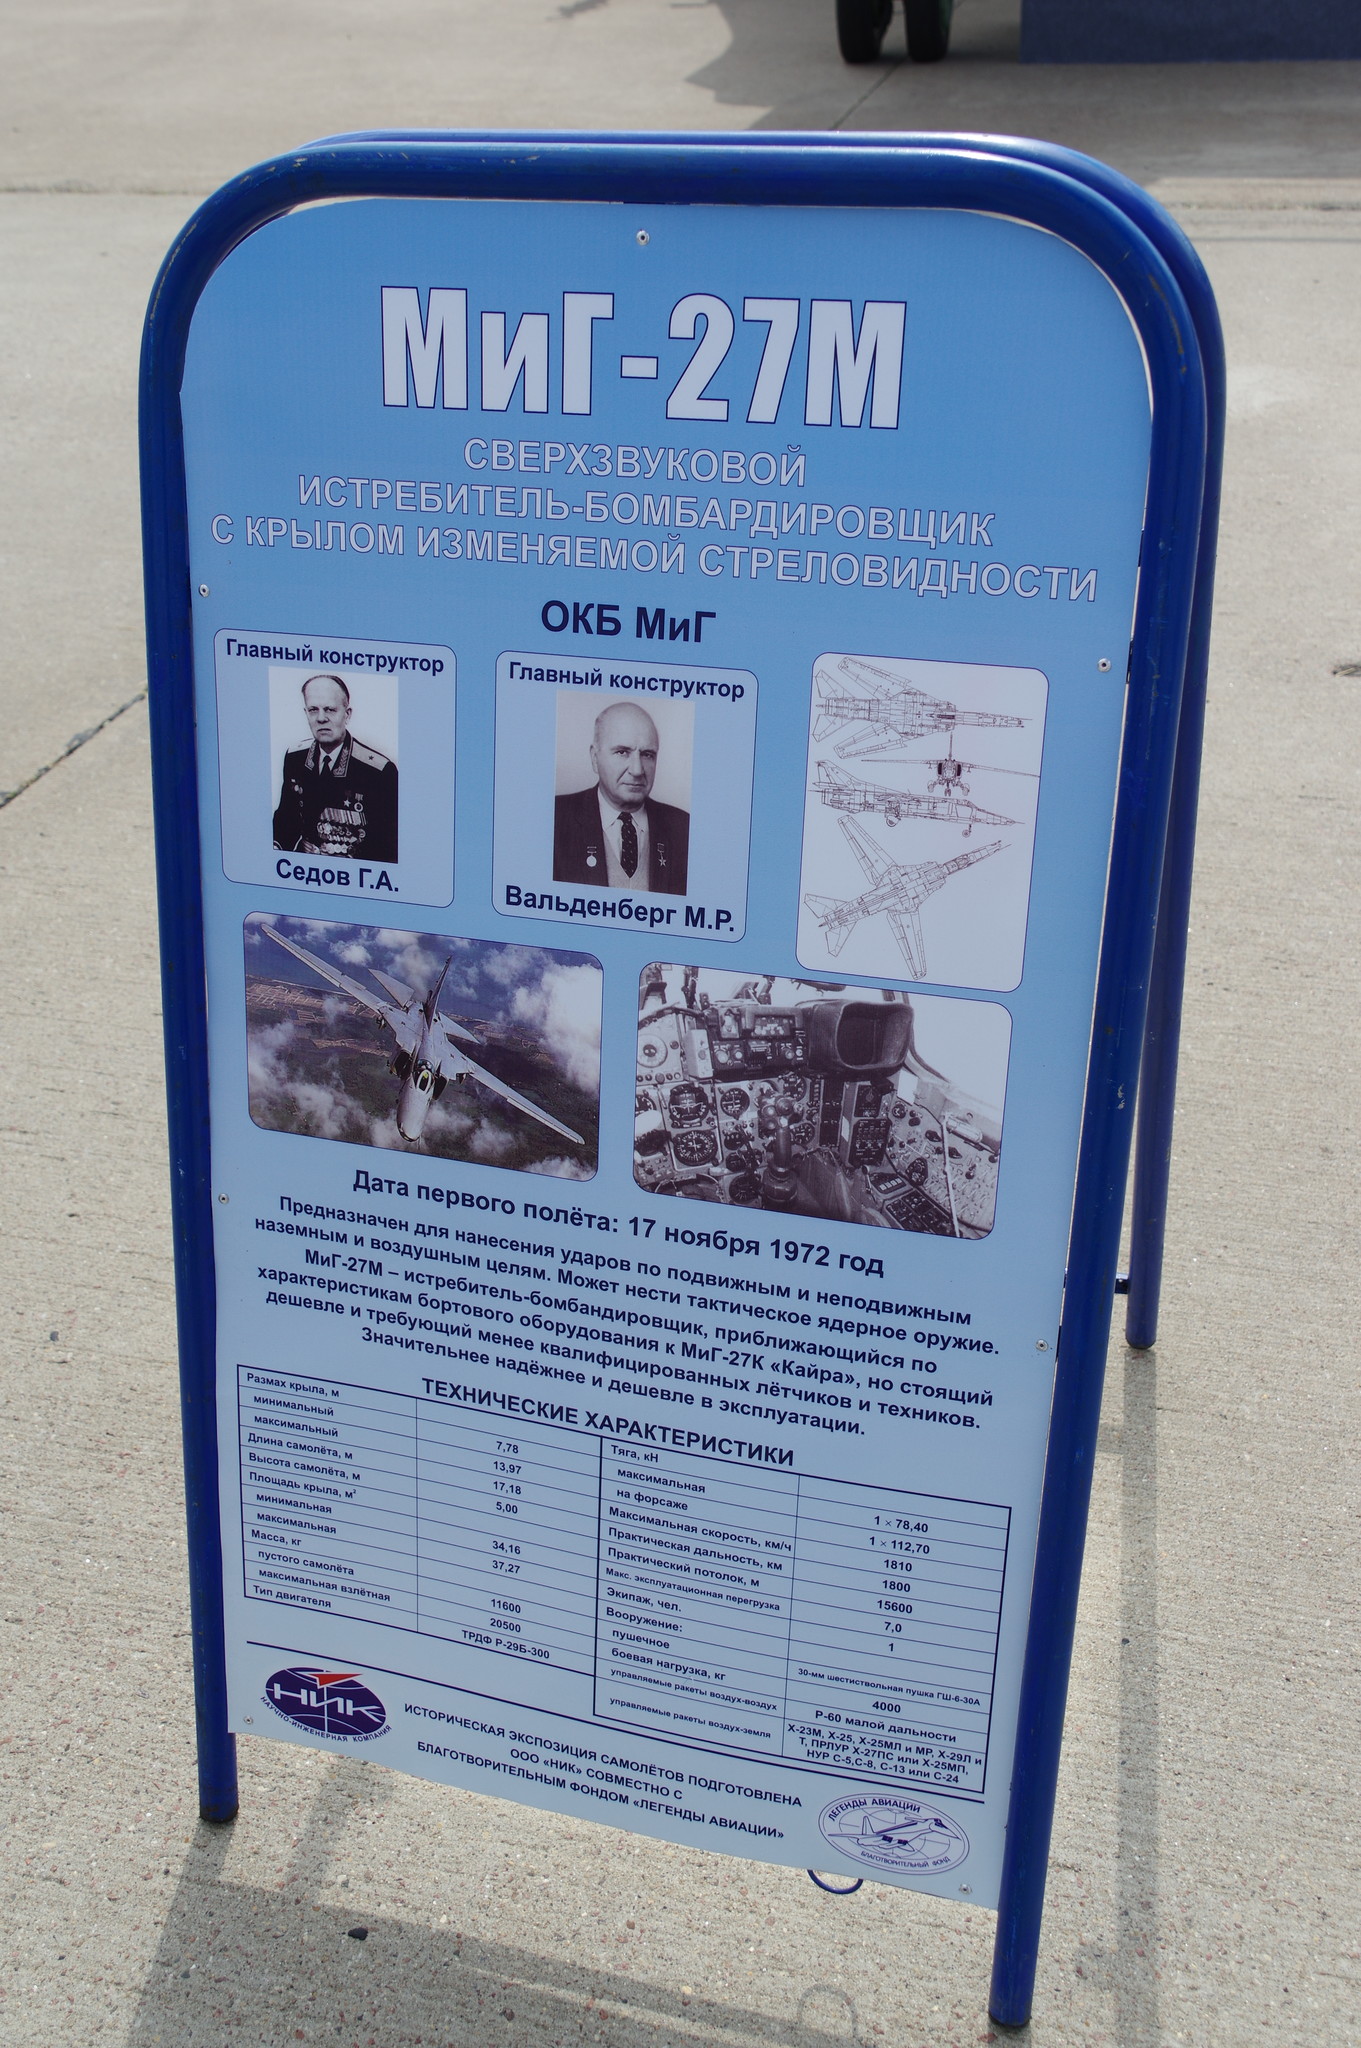 МиГ-27М
СВЕРХЗВУКОВОЙ
ИСТРЕБИТЕЛЬ-БОМБАРДИРОВЩИК
С КРЫЛОМ ИЗМЕНЯЕМОЙ СТРЕЛОВИДНОСТИ
ОКБ МиГ
Главный конструктор
Седов Г.А.
Главный конструктор
Вальденберг М.Р.
Дата первого полёта: 17 ноября 1972 год
Предназначен для нанесения ударов по подвижным и неподвижным
наземным и воздушным целям. Может нести тактическое ядерное оружие.
МиГ-27М – истребитель-бомбандировщик, приближающийся по
характеристикам бортового оборудования к МиГ-27К «Кайра», но стоящий
дешевле и требующий менее квалифицированных лётчиков и техников.
Значительнее надёжнее и дешевле в эксплуатации.
ТЕХНИЧЕСКИЕ ХАРАКТЕРИСТИКИ
Размах крыла, м
минимальный 7,78
максимальный 13,97
Длина самолёта, м 17,18
Высота самолёта, м 5,00
Площадь крыла, м²
минимальная 34,16
максимальная 37,27
Масса, кг
пустого самолёта 11600
максимальная взлётная 20500
Тип двигателя ТРДФ Р-29Б-300
Тяга, кН
максимальная 1 × 78,40
на форсаже 1 × 112,70
Максимальная скорость, км/ч 1810
Практическая дальность, км 1800
Практический потолок, м 15600
Макс. эксплуатационная перегрузка 7,0
Экипаж, чел. 1
Вооружение:
пушечное 30-мм шестиствольная пушка ГШ-6-30А
боевая нагрузка, кг 4000
управляемые ракеты воздух-воздух Р-60 малой дальности
управляемые ракеты воздух-земля Х-23М, Х-25, Х-25МЛ и МР, Х-29Л и
Т, ПРЛУР Х-27ПС или Х-25МП,
НУР С-5,С-8, С-13 или С-24
НИК
НАУЧНО-ИНЖЕНЕРНАЯ КОМПАНИЯ
ИСТОРИЧЕСКАЯ ЭКСПОЗИЦИЯ САМОЛЁТОВ ПОДГОТОВЛЕНА
ООО «НИК» СОВМЕСТНО С
БЛАГОТВОРИТЕЛЬНЫМ ФОНДОМ «ЛЕГЕНДЫ АВИАЦИИ»
ЛЕГЕНДЫ АВИАЦИИ
БЛАГОТВОРИТЕЛЬНЫЙ ФОНД